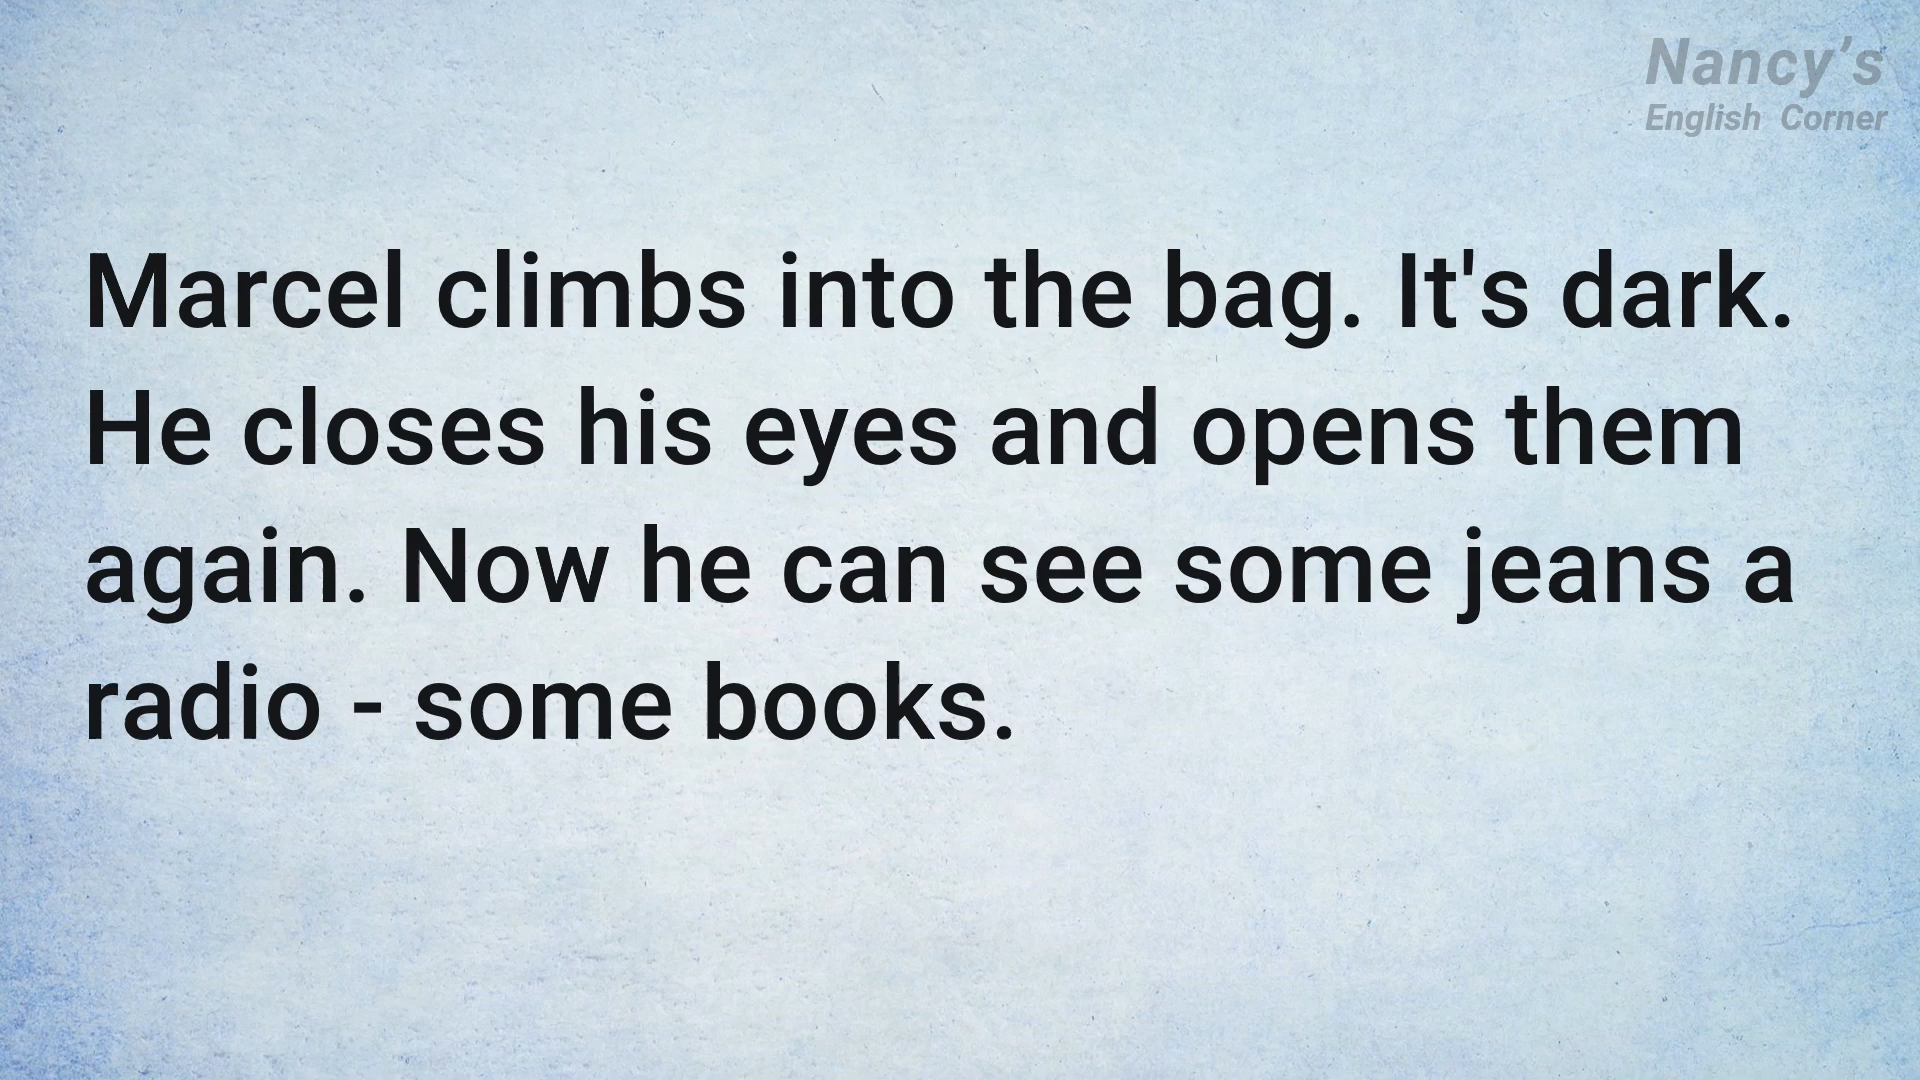 Nancy’s
English Corner
Marcel climbs into the bag. It's dark.
He closes his eyes and opens them
again. Now he can see some jeans a
radio - some books.